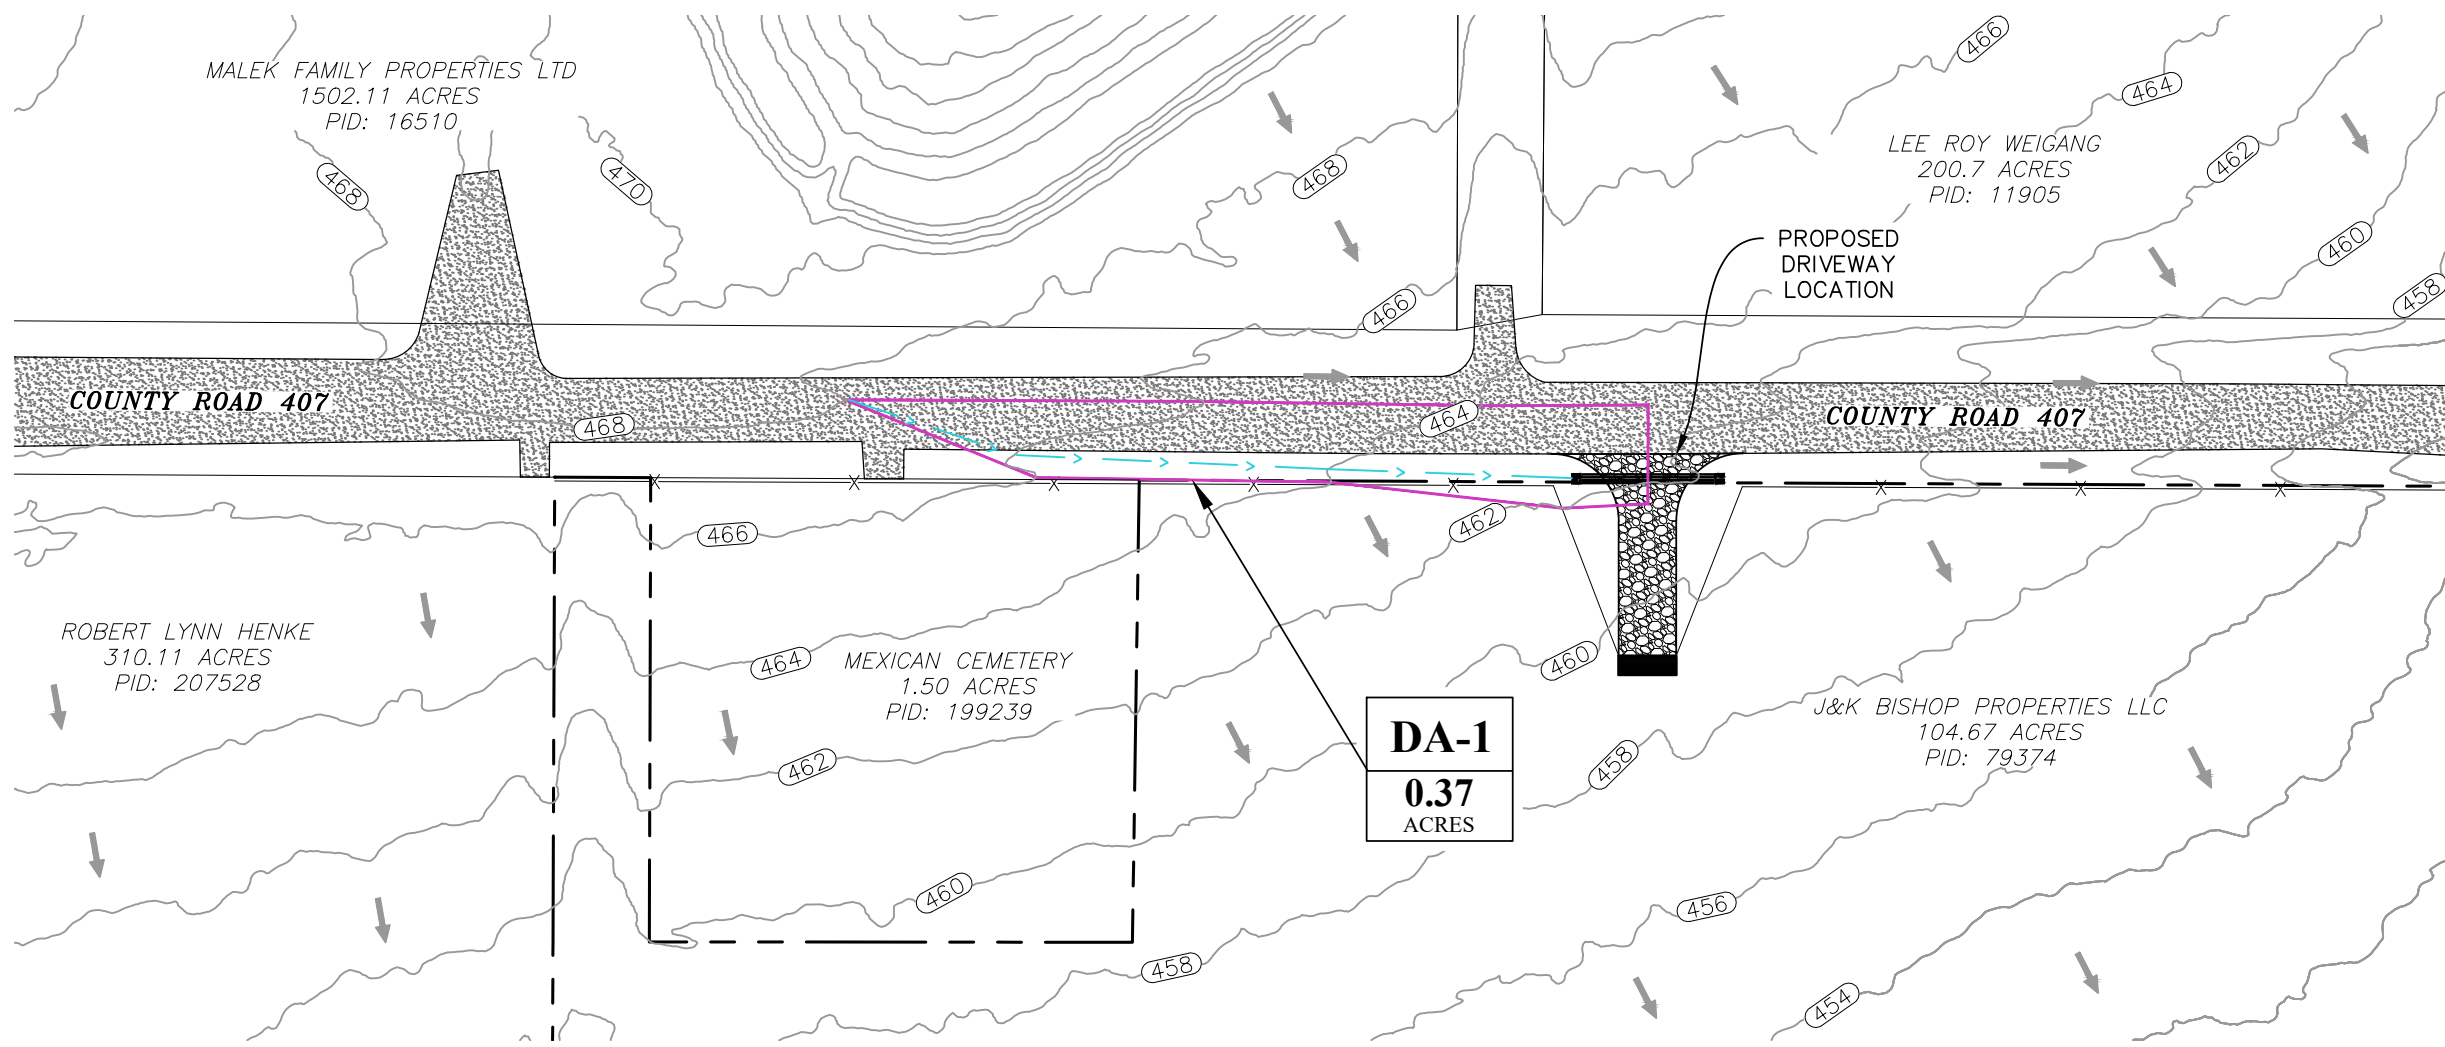 MALEK FAMILY PROPERTIES LTD
1502.11 ACRES
PID: 16510
468
470
468
466
466
464
462
460
458
LEE ROY WEIGANG
200.7 ACRES
PID: 11905
PROPOSED
DRIVEWAY
LOCATION
COUNTY ROAD 407
468
464
COUNTY ROAD 407
466
462
ROBERT LYNN HENKE
310.11 ACRES
PID: 207528
464
MEXICAN CEMETERY
1.50 ACRES
PID: 199239
460
462
DA-1
0.37
ACRES
458
J&K BISHOP PROPERTIES LLC
104.67 ACRES
PID: 79374
460
456
458
454